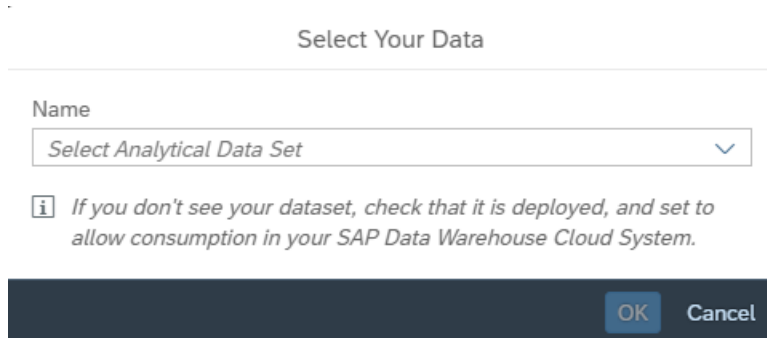 Select Your Data
Name
Select Analytical Data Set
If you don't see your dataset, check that it is deployed, and set to
allow consumption in your SAP Data Warehouse Cloud System.
OK Cancel